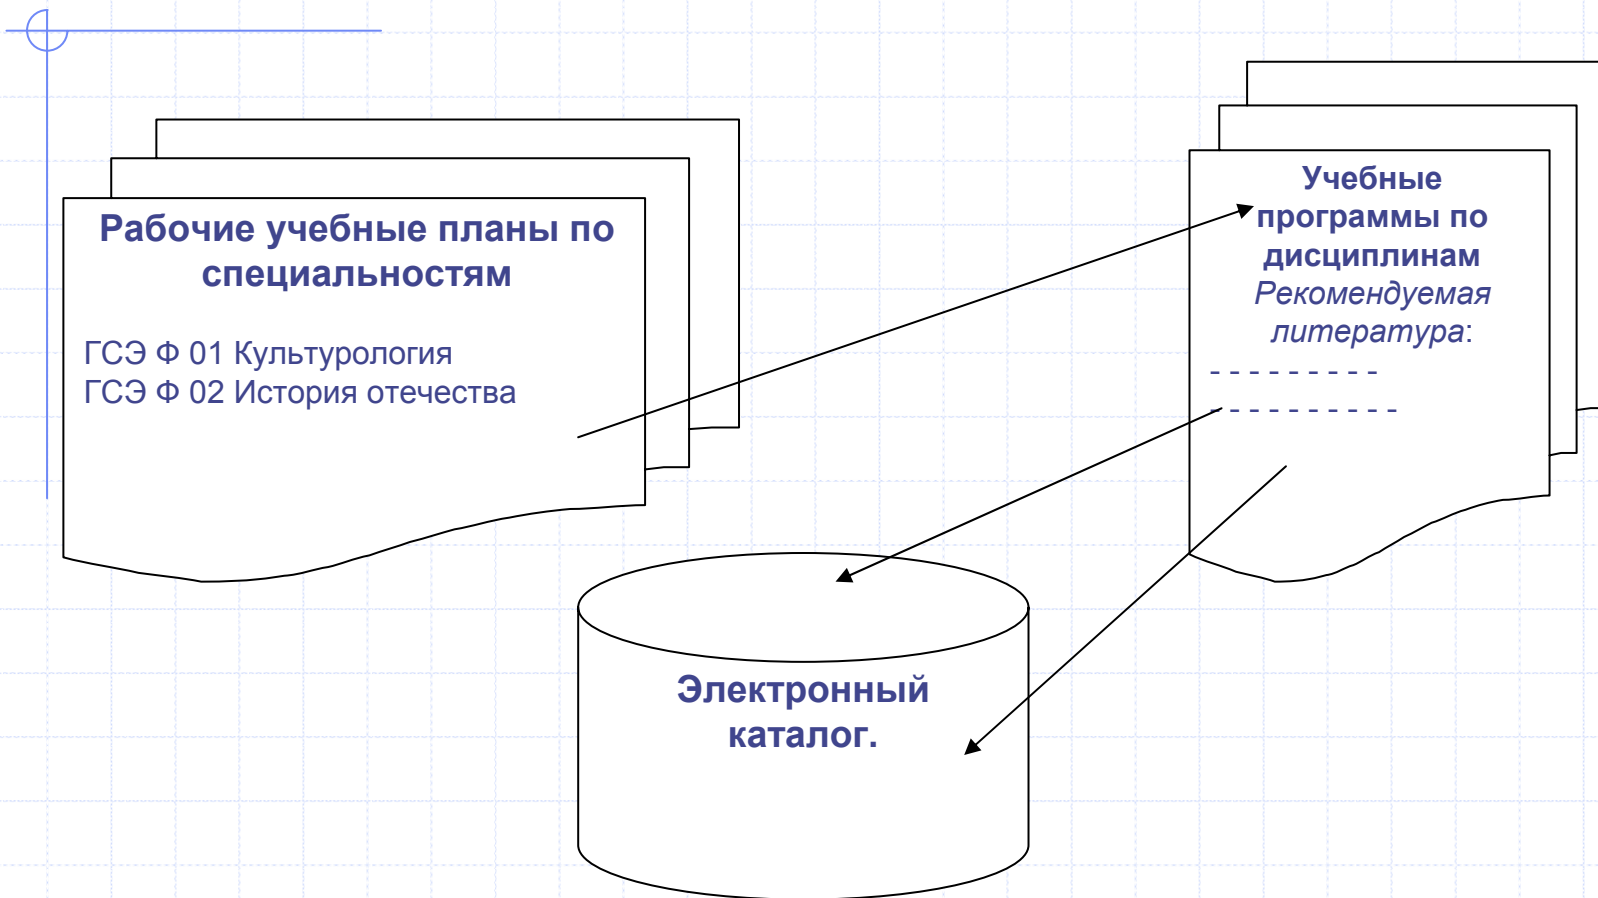 Рабочие учебные планы по
специальностям
ГСЭ Ф 01 Культурология
ГСЭ Ф 02 История отечества
Учебные
программы по
дисциплинам
Рекомендуемая
литература:
- - - - - - - - -
- - - - - - - - - -
Электронный
каталог.